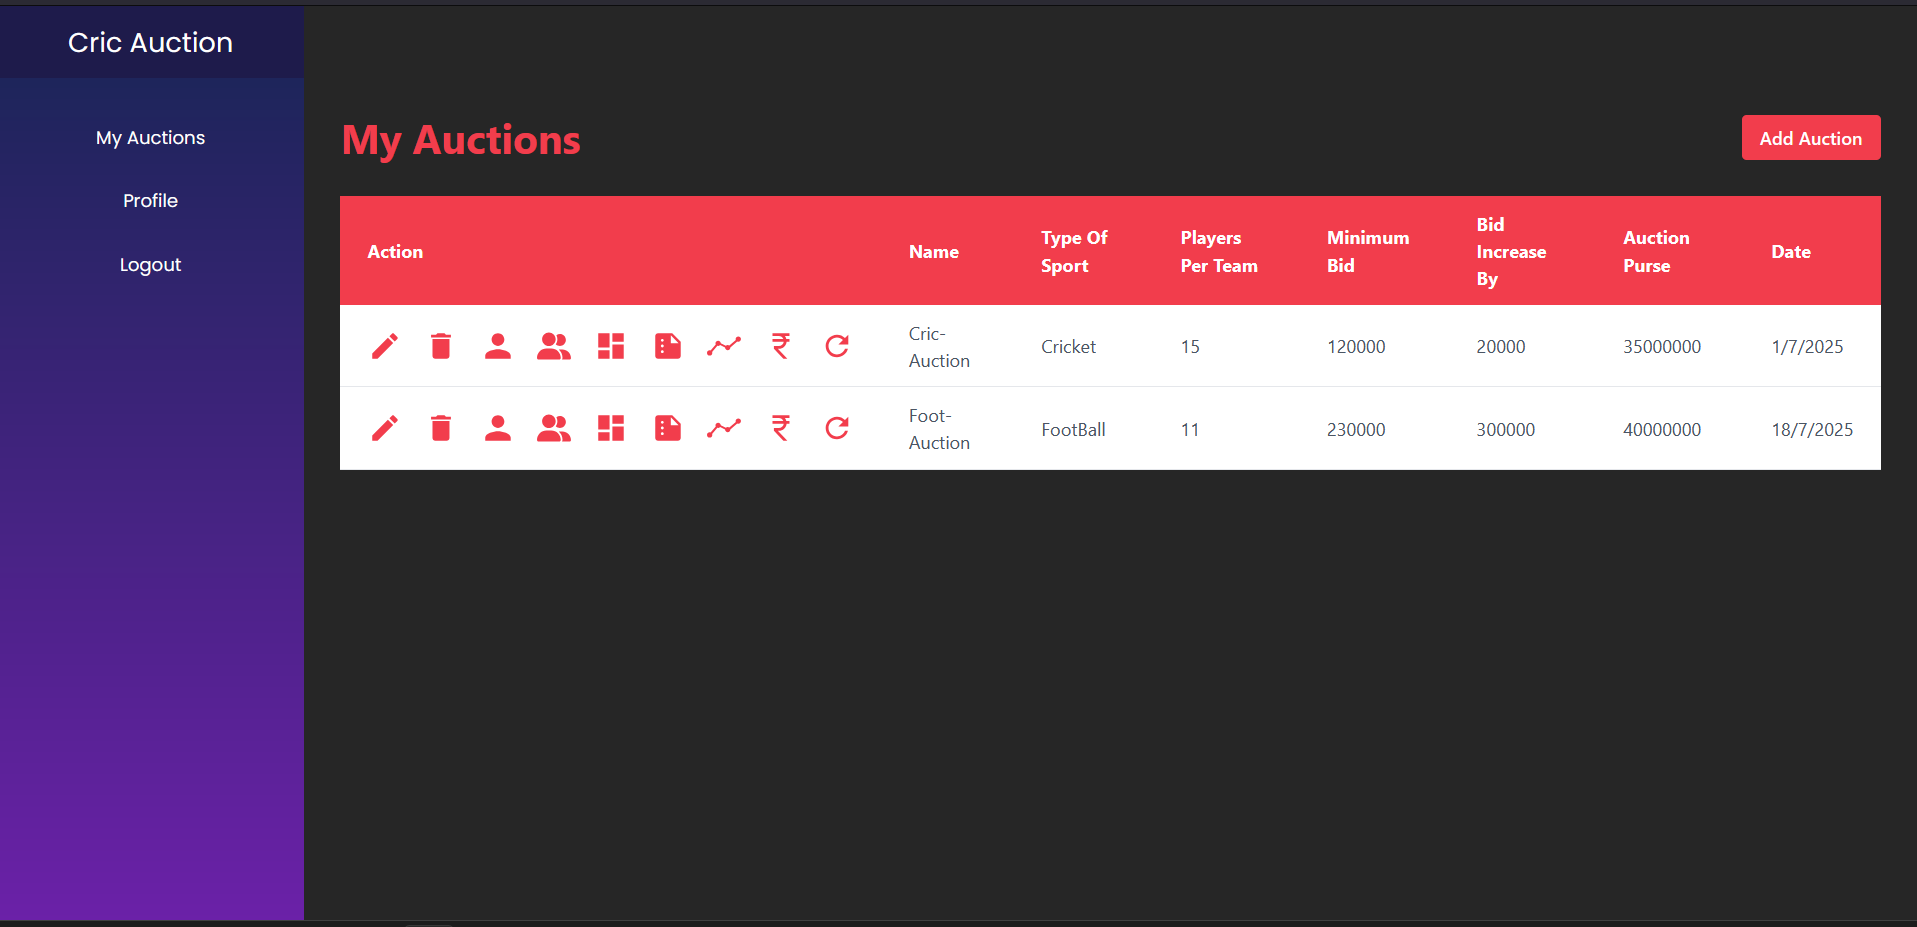 Cric Auction
My Auctions
Profile
Logout
My Auctions
Add Auction
Action
Name
Type Of
Sport
Players
Per Team
Minimum
Bid
Bid
Increase
By
Auction
Purse
Date
Cric-
Auction
Cricket
15
120000
20000
35000000
1/7/2025
Foot-
Auction
FootBall
11
230000
300000
40000000
18/7/2025